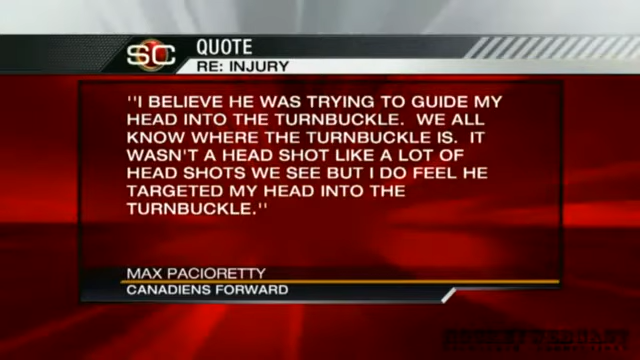 SC
QUOTE
RE: INJURY
''I BELIEVE HE WAS TRYING TO GUIDE MY
HEAD INTO THE TURNBUCKLE.  WE ALL
KNOW WHERE THE TURNBUCKLE IS.  IT
WASN'T A HEAD SHOT LIKE A LOT OF
HEAD SHOTS WE SEE BUT I DO FEEL HE
TARGETED MY HEAD INTO THE
TURNBUCKLE.''
MAX PACIORETTY
CANADIENS FORWARD